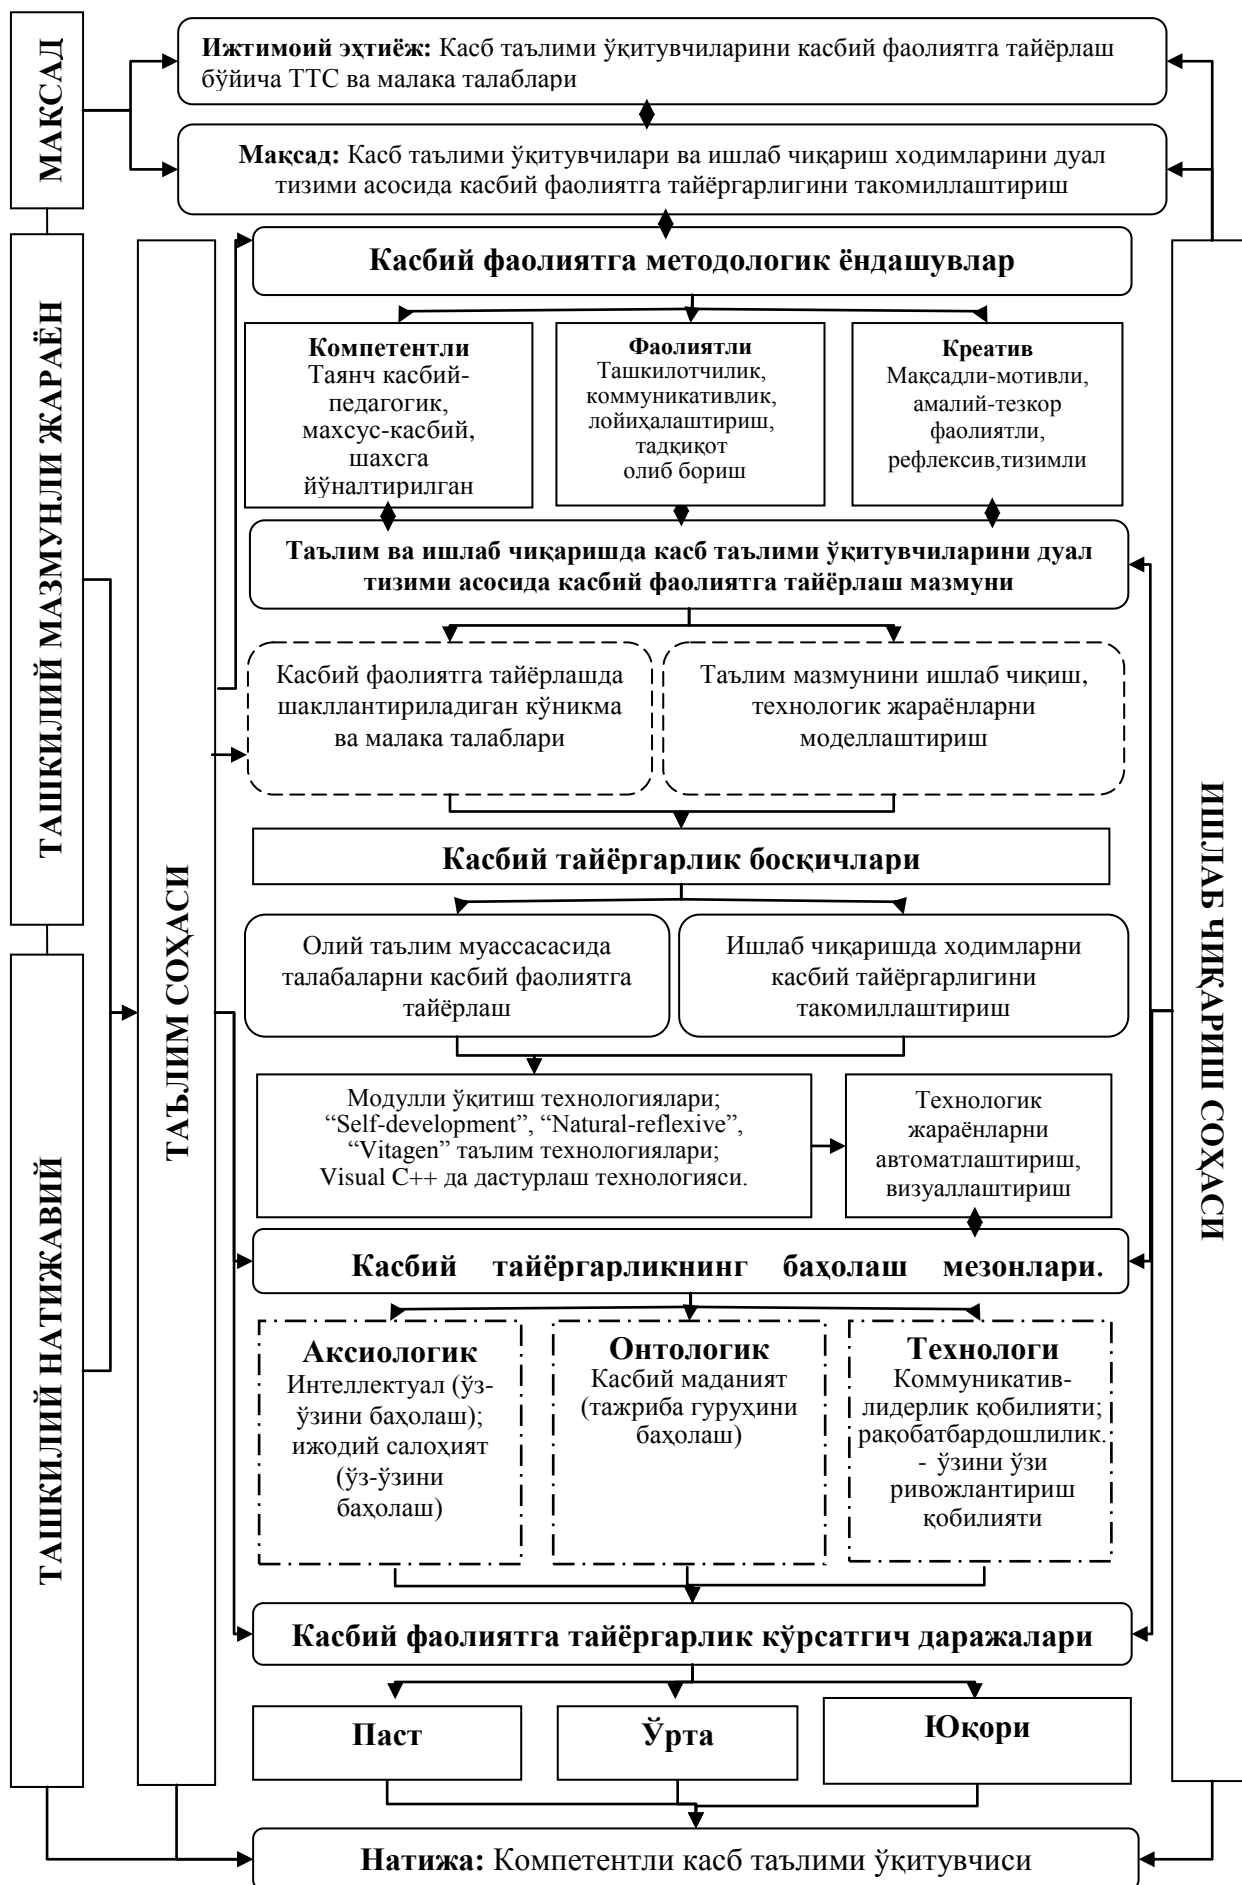 МАҚСАД
Ижтимоий эҳтиёж: Касб таълими ўқитувчиларини касбий фаолиятга тайёрлаш
бўйича ТТС ва малака талаблари
Мақсад: Касб таълими ўқитувчилари ва ишлаб чиқариш ходимларини дуал
тизими асосида касбий фаолиятга тайёргарлигини такомиллаштириш
ТАШКИЛИЙ МАЗМУНЛИ ЖАРАЁН
ТАШКИЛИЙ НАТИЖАВИЙ
ТАЪЛИМ СОҲАСИ
ИШЛАБ ЧИҚАРИШ СОҲАСИ
Касбий фаолиятга методологик ёндашувлар
Компетентли
Таянч касбий-
педагогик,
махсус-касбий,
шахсга
йўналтирилган
Фаолиятли
Ташкилотчилик,
коммуникативлик,
лойиҳалаштириш,
тадқиқот
олиб бориш
Креатив
Мақсадли-мотивли,
амалий-тезкор
фаолиятли,
рефлексив,тизимли
Таълим ва ишлаб чиқаришда касб таълими ўқитувчиларини дуал
тизими асосида касбий фаолиятга тайёрлаш мазмуни
Касбий фаолиятга тайёрлашда
шакллантириладиган кўникма
ва малака талаблари
Таълим мазмунини ишлаб чиқиш,
технологик жараёнларни
моделлаштириш
Касбий тайёргарлик босқичлари
Олий таълим муассасасида
талабаларни касбий фаолиятга
тайёрлаш
Ишлаб чиқаришда ходимларни
касбий тайёргарлигини
такомиллаштириш
Модулли ўқитиш технологиялари;
“Self-development”, “Natural-reflexive”,
“Vitagen” таълим технологиялари;
Visual C++ да дастурлаш технологияси.
Технологик
жараёнларни
автоматлаштириш,
визуаллаштириш
Касбий тайёргарликнинг баҳолаш мезонлари.
Аксиологик
Интеллектуал (ўз-
ўзини баҳолаш);
ижодий салоҳият
(ўз-ўзини
баҳолаш)
Онтологик
Касбий маданият
(тажриба гуруҳини
баҳолаш)
Технологи
Коммуникатив-
лидерлик қобилияти;
рақобатбардошлилик.
- ўзини ўзи
ривожлантириш
қобилияти
Касбий фаолиятга тайёргарлик кўрсатгич даражалари
Паст
Ўрта
Юқори
Натижа: Компетентли касб таълими ўқитувчиси